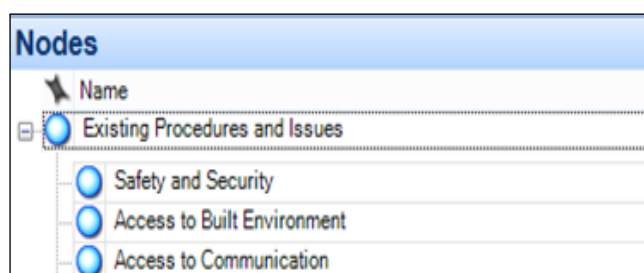 Nodes
Name
Existing Procedures and Issues
Safety and Security
Access to Built Environment
Access to Communication